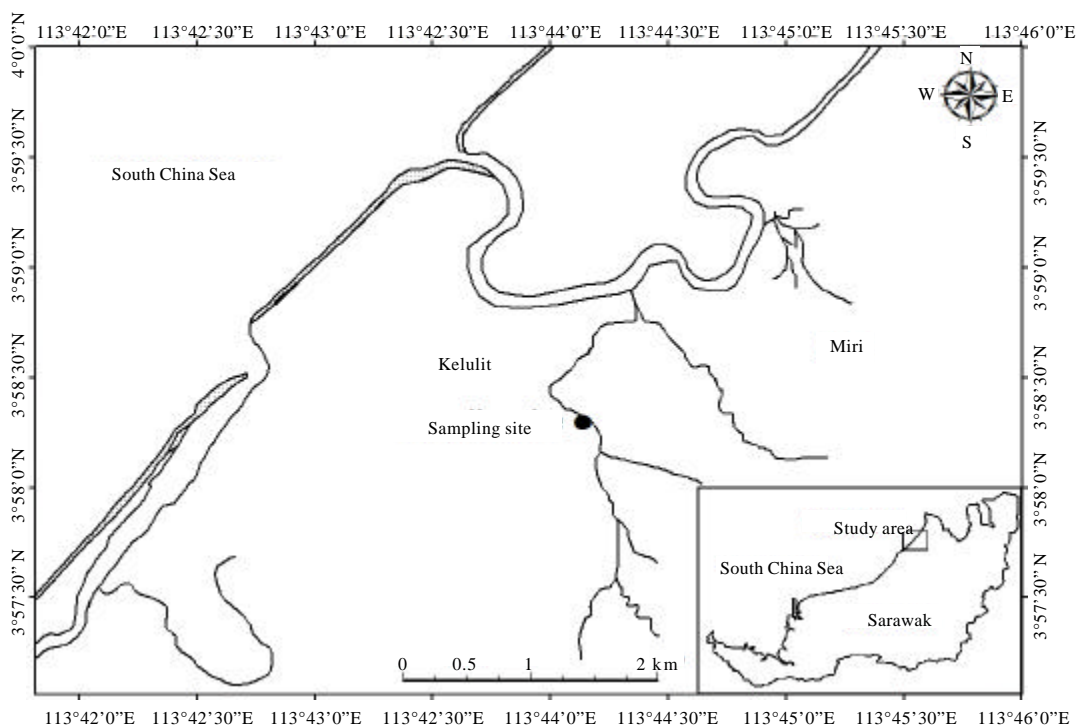 113°42’0’’E 113°42’30’’E 113°43’0’’E 113°42’30’’E 113°44’0’’E 113°44’30’’E 113°45’0’’E 113°45’30’’E 113°46’0’’E
4°0’0’’N
3°59’30’’N
3°59’0’’N
3°58’30’’N
3°58’0’’N
3°57’30’’N
N
W E
S
South China Sea
Miri
Kelulit
Sampling site
Study area
South China Sea
Sarawak
0 0.5 1 2 km
3°59’30’’N
3°59’0’’N
3°58’30’’N
3°58’0’’N
3°57’30’’N
113°42’0’’E 113°42’30’’E 113°43’0’’E 113°42’30’’E 113°44’0’’E 113°44’30’’E 113°45’0’’E 113°45’30’’E 113°46’0’’E